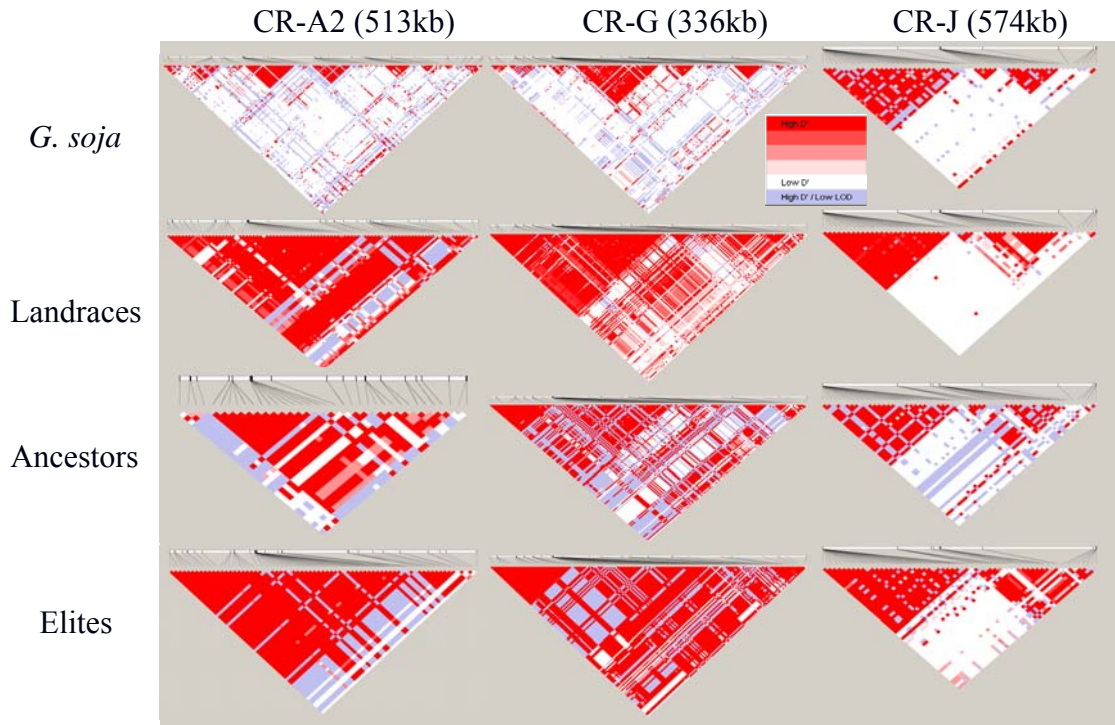 CR-A2 (513kb) CR-G (336kb) CR-J (574kb)
G. soja
High D'
Low D'
High D' / Low LOD
Landraces
Ancestors
Elites